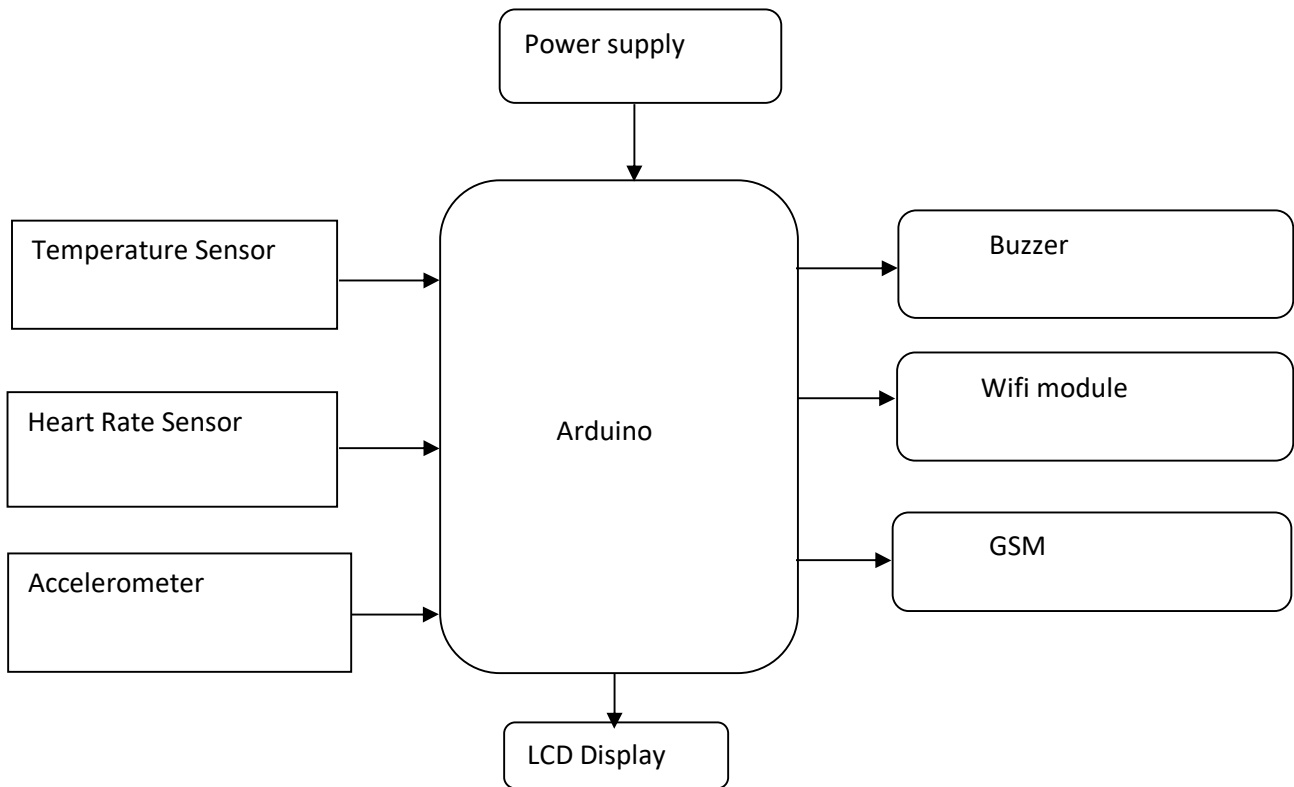 Power supply
Temperature Sensor
Buzzer
Wifi module
Heart Rate Sensor
Arduino
GSM
Accelerometer
LCD Display